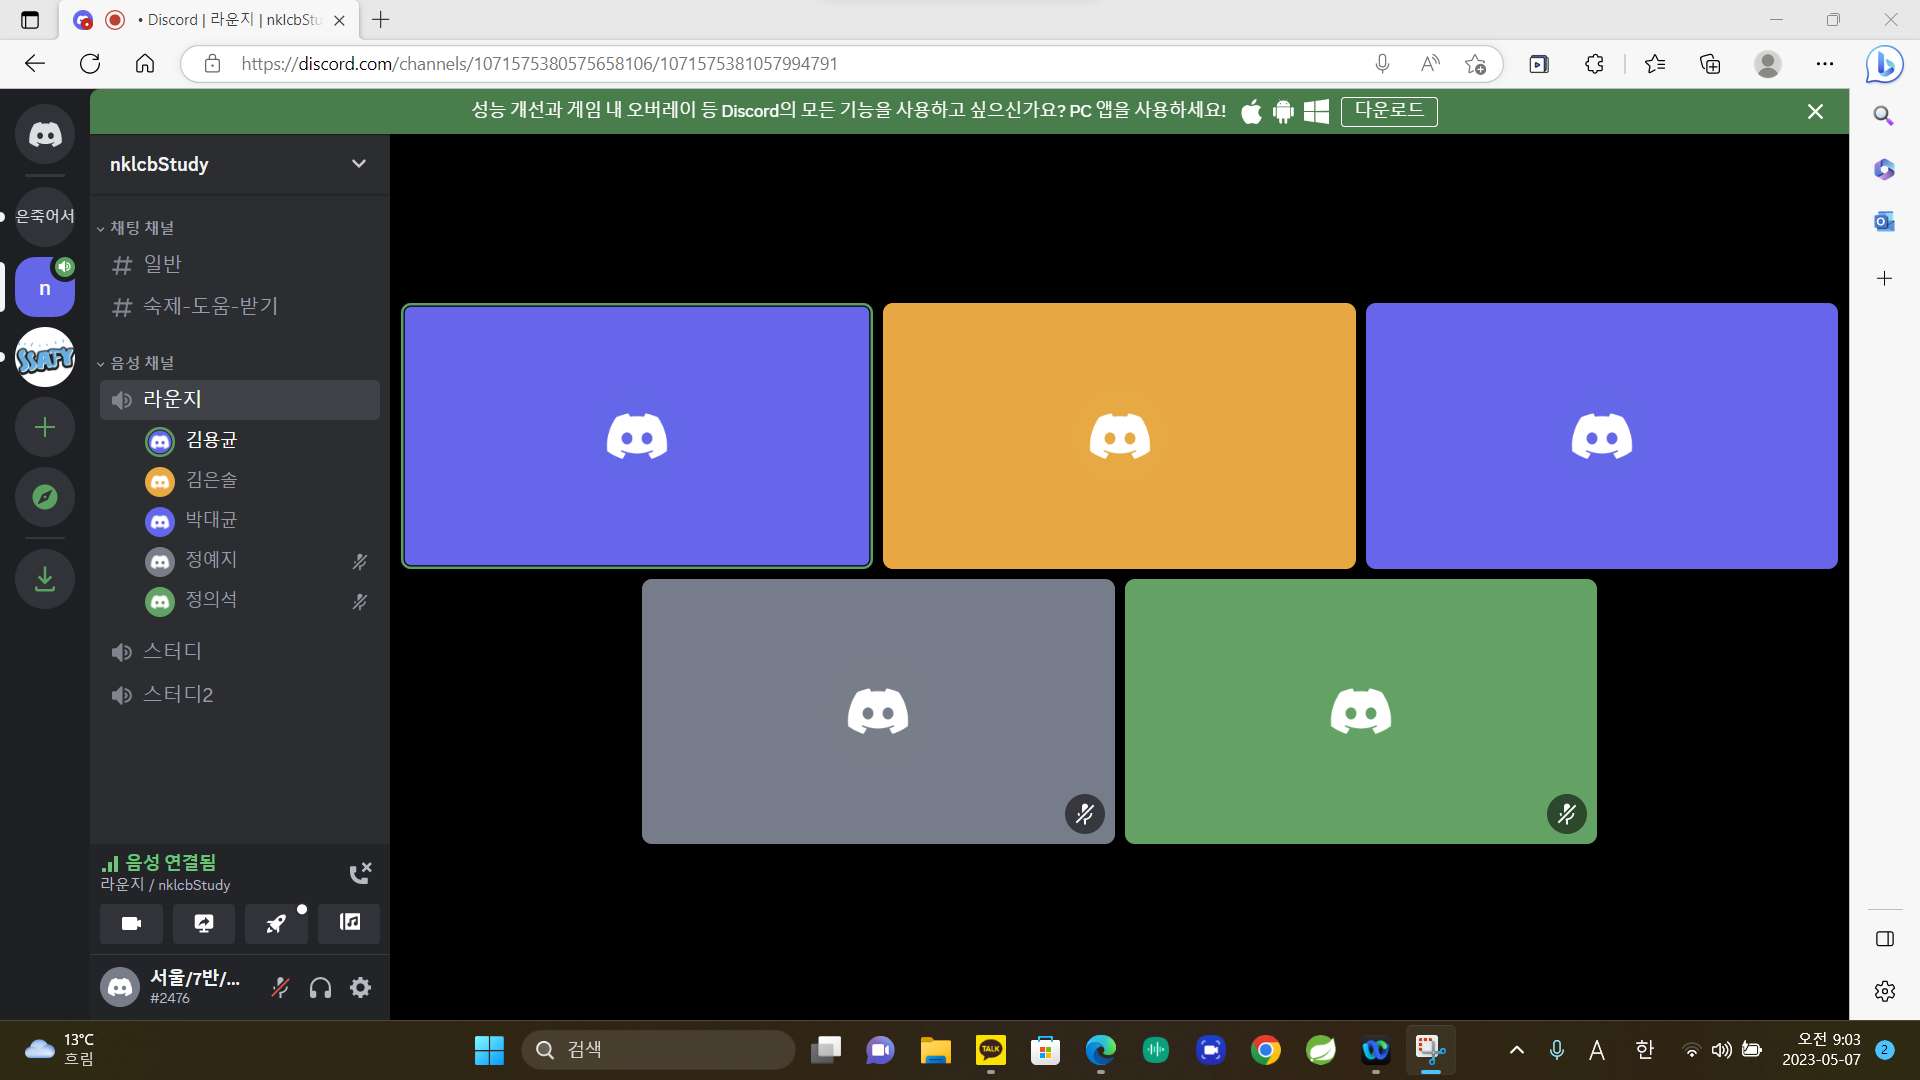 • Discord | 라운지 | nklcbStu
https://discord.com/channels/1071575380575658106/1071575381057994791
성능 개선과 게임 내 오버레이 등 Discord의 모든 기능을 사용하고 싶으신가요? PC 앱을 사용하세요!
다운로드
은죽어서
n
SSAFY
nklcbStudy
채팅 채널
일반
숙제-도움-받기
음성 채널
라운지
김용균
김은솔
박대균
정예지
정의석
스터디
스터디2
음성 연결됨
라운지 / nklcbStudy
서울/7반/...
#2476
13°C
흐림
검색
TALK
A
한
오전 9:03
2023-05-07
2